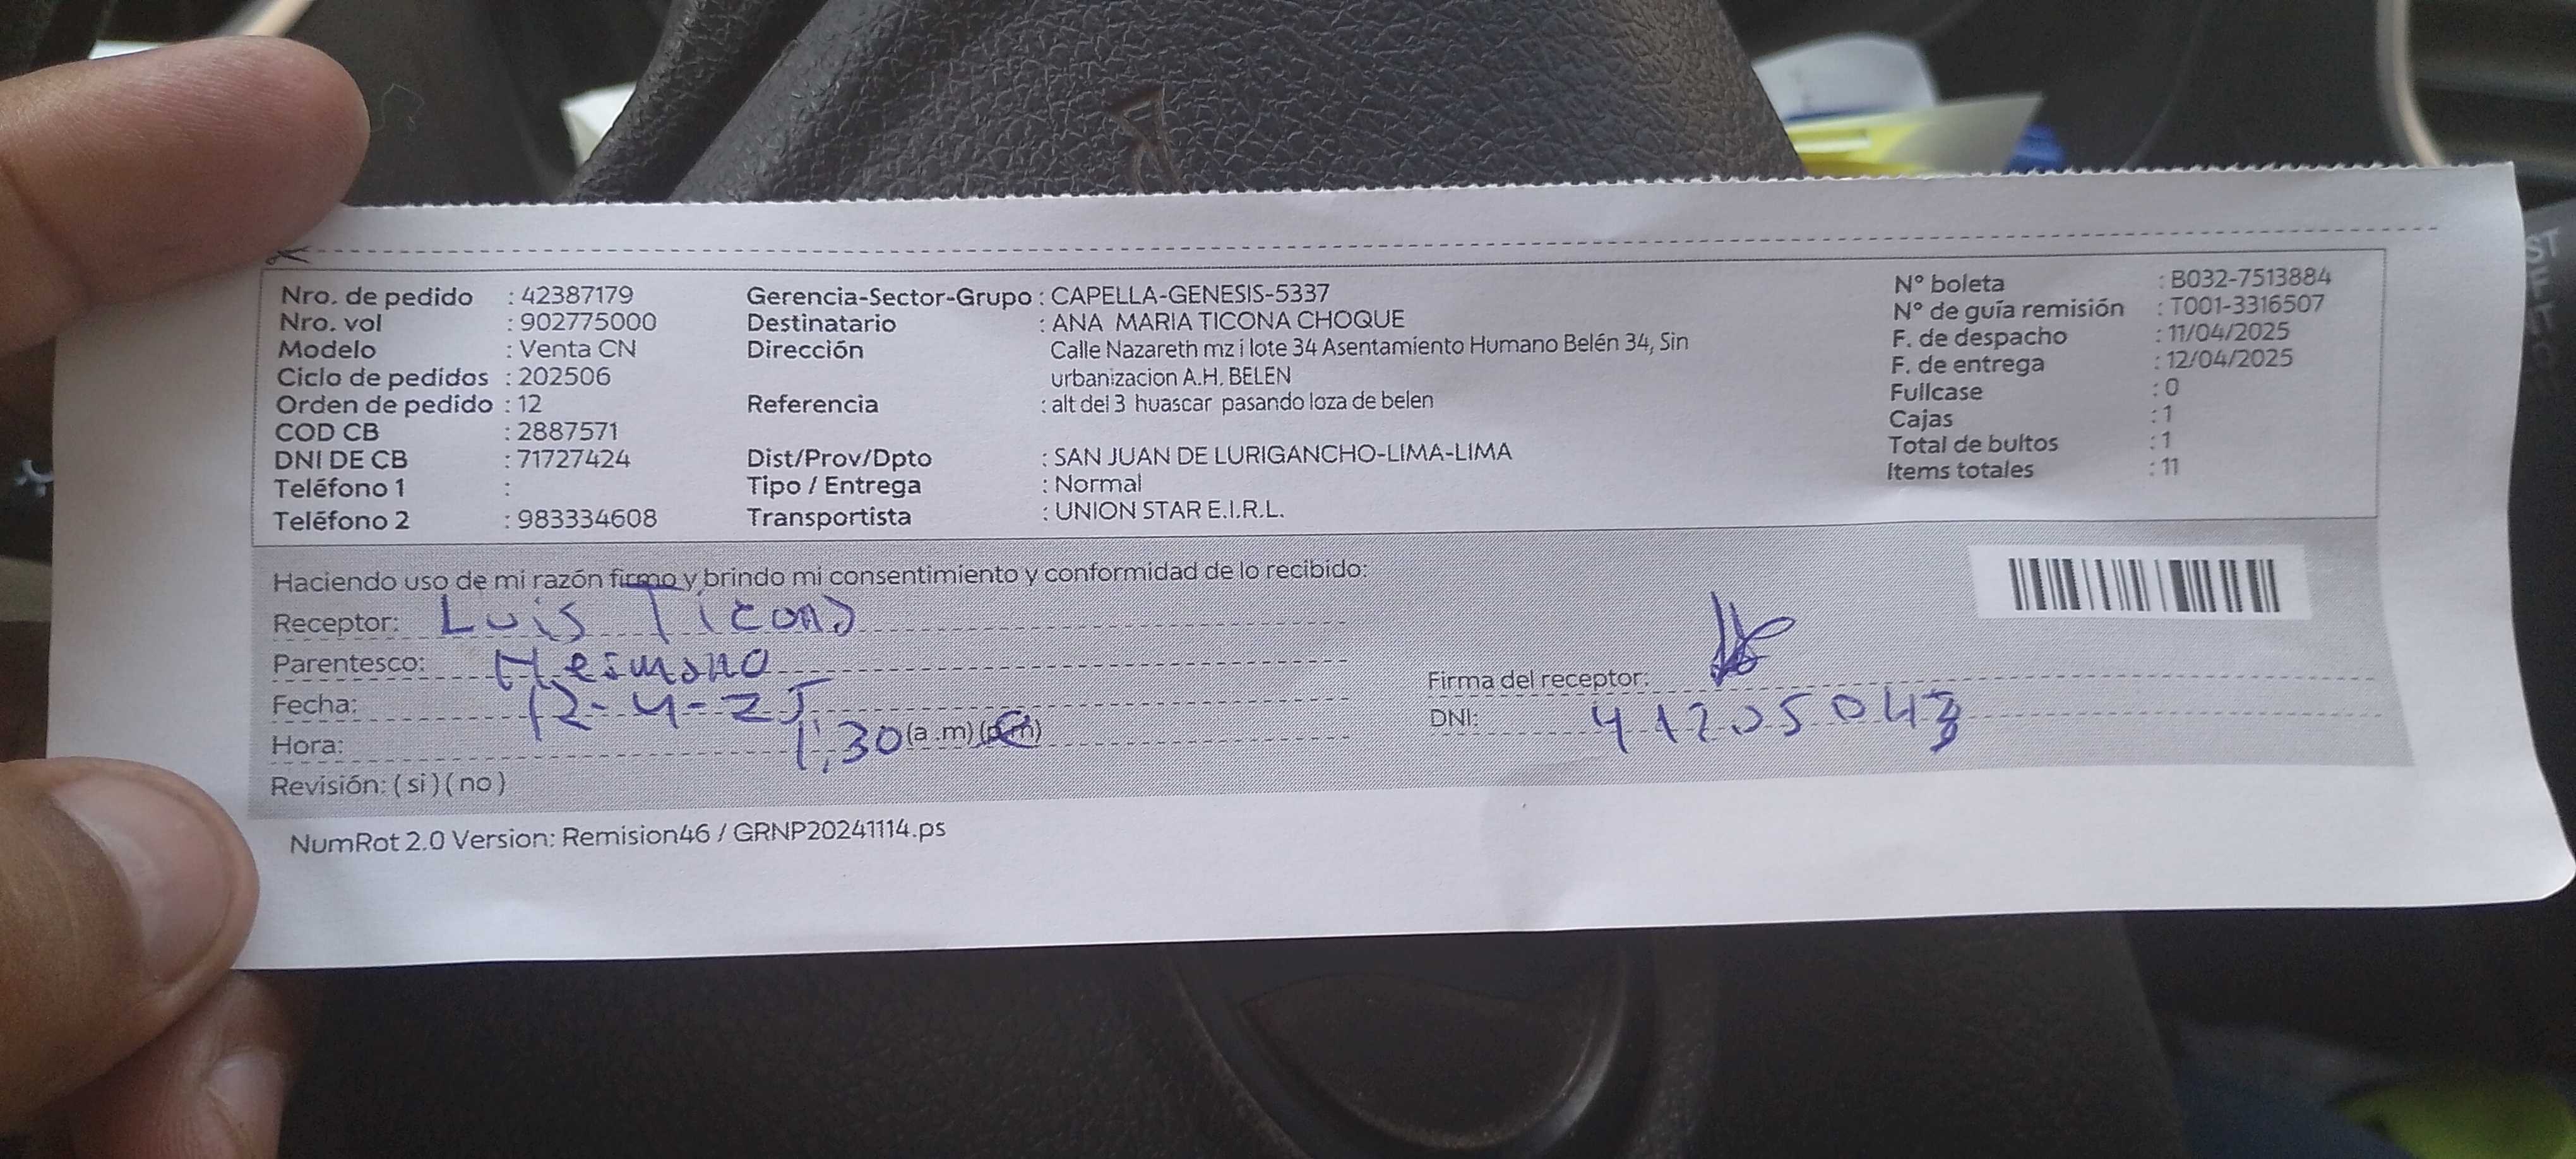 Nro. de pedido : 42387179
Nro. vol : 902775000
Modelo : Venta CN
Ciclo de pedidos : 202506
Orden de pedido : 12
COD CB : 2887571
DNI DE CB : 71727424
Teléfono 1 :
Teléfono 2 : 983334608
Gerencia-Sector-Grupo : CAPELLA-GENESIS-5337
Destinatario : ANA MARIA TICONA CHOQUE
Dirección Calle Nazareth mz i lote 34 Asentamiento Humano Belén 34, Sin
urbanizacion A.H. BELEN
Referencia : alt del 3 huascar pasando loza de belen
Dist/Prov/Dpto : SAN JUAN DE LURIGANCHO-LIMA-LIMA
Tipo / Entrega : Normal
Transportista : UNION STAR E.I.R.L.
N° boleta : B032-7513884
N° de guía remisión : T001-3316507
F. de despacho : 11/04/2025
F. de entrega : 12/04/2025
Fullcase : 0
Cajas : 1
Total de bultos : 1
Items totales : 11
Haciendo uso de mi razón firmo y brindo mi consentimiento y conformidad de lo recibido:
Receptor: Luis Ticona
Parentesco: Hermano
Fecha: 12-4-25
Hora: 1:30 (a.m) (p.m)
Revisión: ( si ) ( no )
Firma del receptor:
DNI:
NumRot 2.0 Version: Remision46 / GRNP20241114.ps